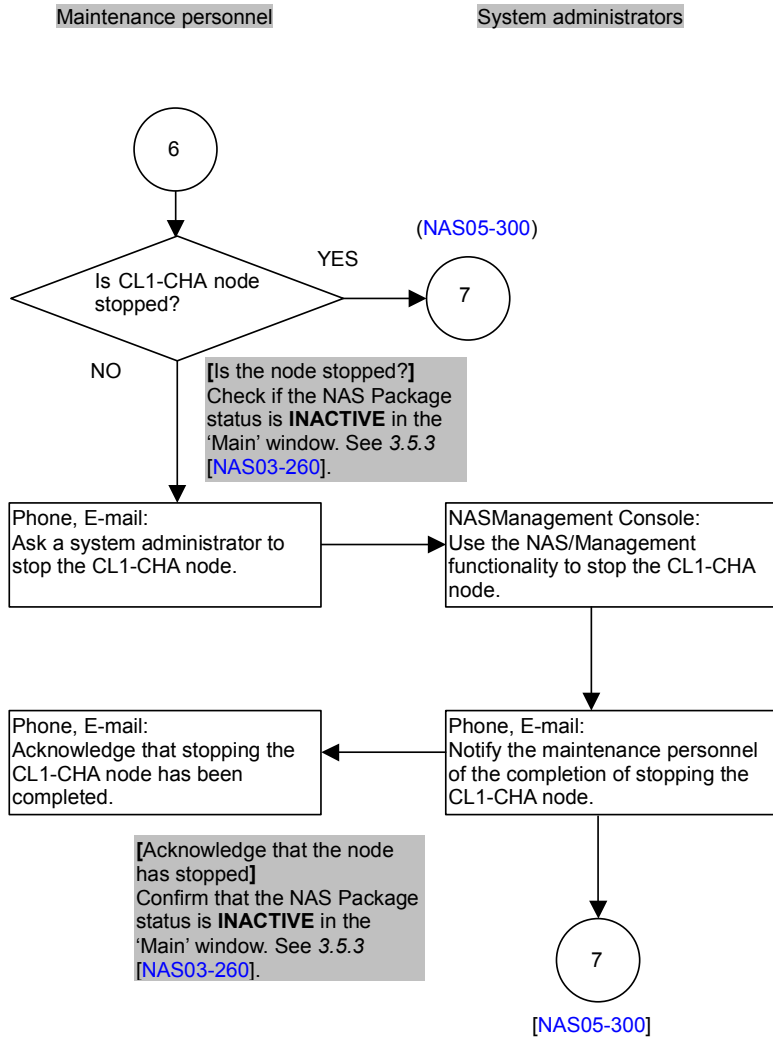 Maintenance personnel
System administrators
6
Is CL1-CHA node
stopped?
YES
(NAS05-300)
7
NO
[Is the node stopped?]
Check if the NAS Package
status is INACTIVE in the
‘Main’ window. See 3.5.3
[NAS03-260].
Phone, E-mail:
Ask a system administrator to
stop the CL1-CHA node.
NASManagement Console:
Use the NAS/Management
functionality to stop the CL1-CHA
node.
Phone, E-mail:
Acknowledge that stopping the
CL1-CHA node has been
completed.
Phone, E-mail:
Notify the maintenance personnel
of the completion of stopping the
CL1-CHA node.
[Acknowledge that the node
has stopped]
Confirm that the NAS Package
status is INACTIVE in the
‘Main’ window. See 3.5.3
[NAS03-260].
7
[NAS05-300]